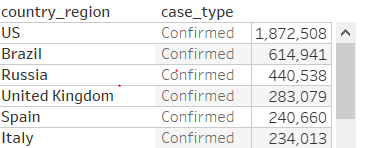 country_region case_type
US Confirmed 1,872,508
Brazil Confirmed 614,941
Russia Confirmed 440,538
United Kingdom Confirmed 283,079
Spain Confirmed 240,660
Italy Confirmed 234,013